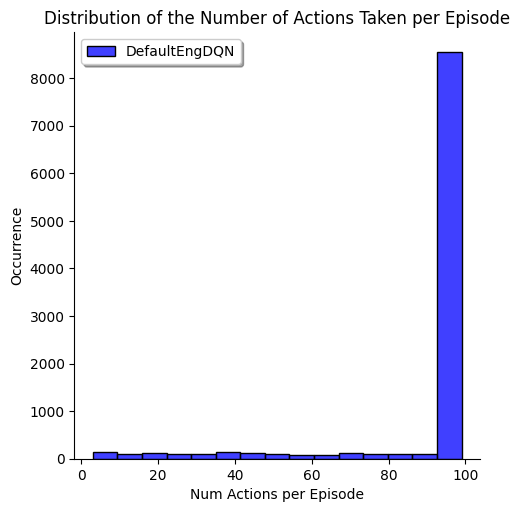 Distribution of the Number of Actions Taken per Episode
DefaultEngDQN
8000
7000
6000
5000
4000
3000
2000
1000
0
Occurrence
0 20 40 60 80 100
Num Actions per Episode